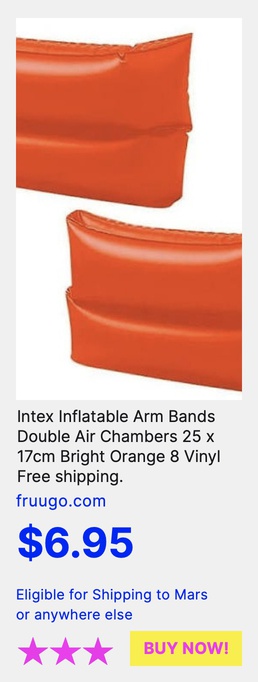 Intex Inflatable Arm Bands
Double Air Chambers 25 x
17cm Bright Orange 8 Vinyl
Free shipping.
fruugo.com
$6.95
Eligible for Shipping to Mars
or anywhere else
BUY NOW!